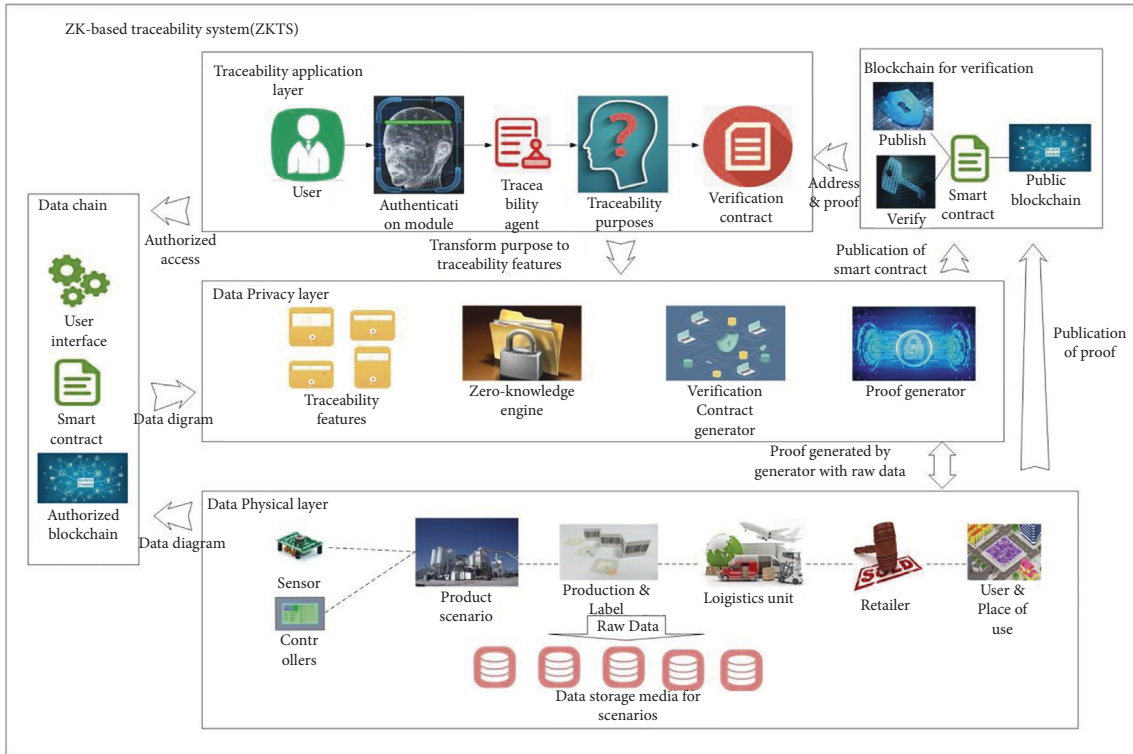 ZK-based traceability system(ZKTS)
Traceability application
layer
User
Authenticati
on module
Tracea
bility
agent
Traceability
purposes
Verification
contract
Blockchain for verification
Publish
Verify
Smart
contract
Public
blockchain
Address
& proof
Data chain
User
interface
Smart
contract
Authorized
blockchain
Authorized
access
Transform purpose to
traceability features
Publication of
smart contract
Publication
of proof
Data Privacy layer
Traceability
features
Zero-knowledge
engine
Verification
Contract
generator
Proof generator
Data digram
Proof generated by
generator with raw data
Data diagram
Data Physical layer
Sensor
Contr
ollers
Product
scenario
Production &
Label
Loigistics unit
SOLD
Retailer
User &
Place of
use
Raw Data
Data storage media for
scenarios